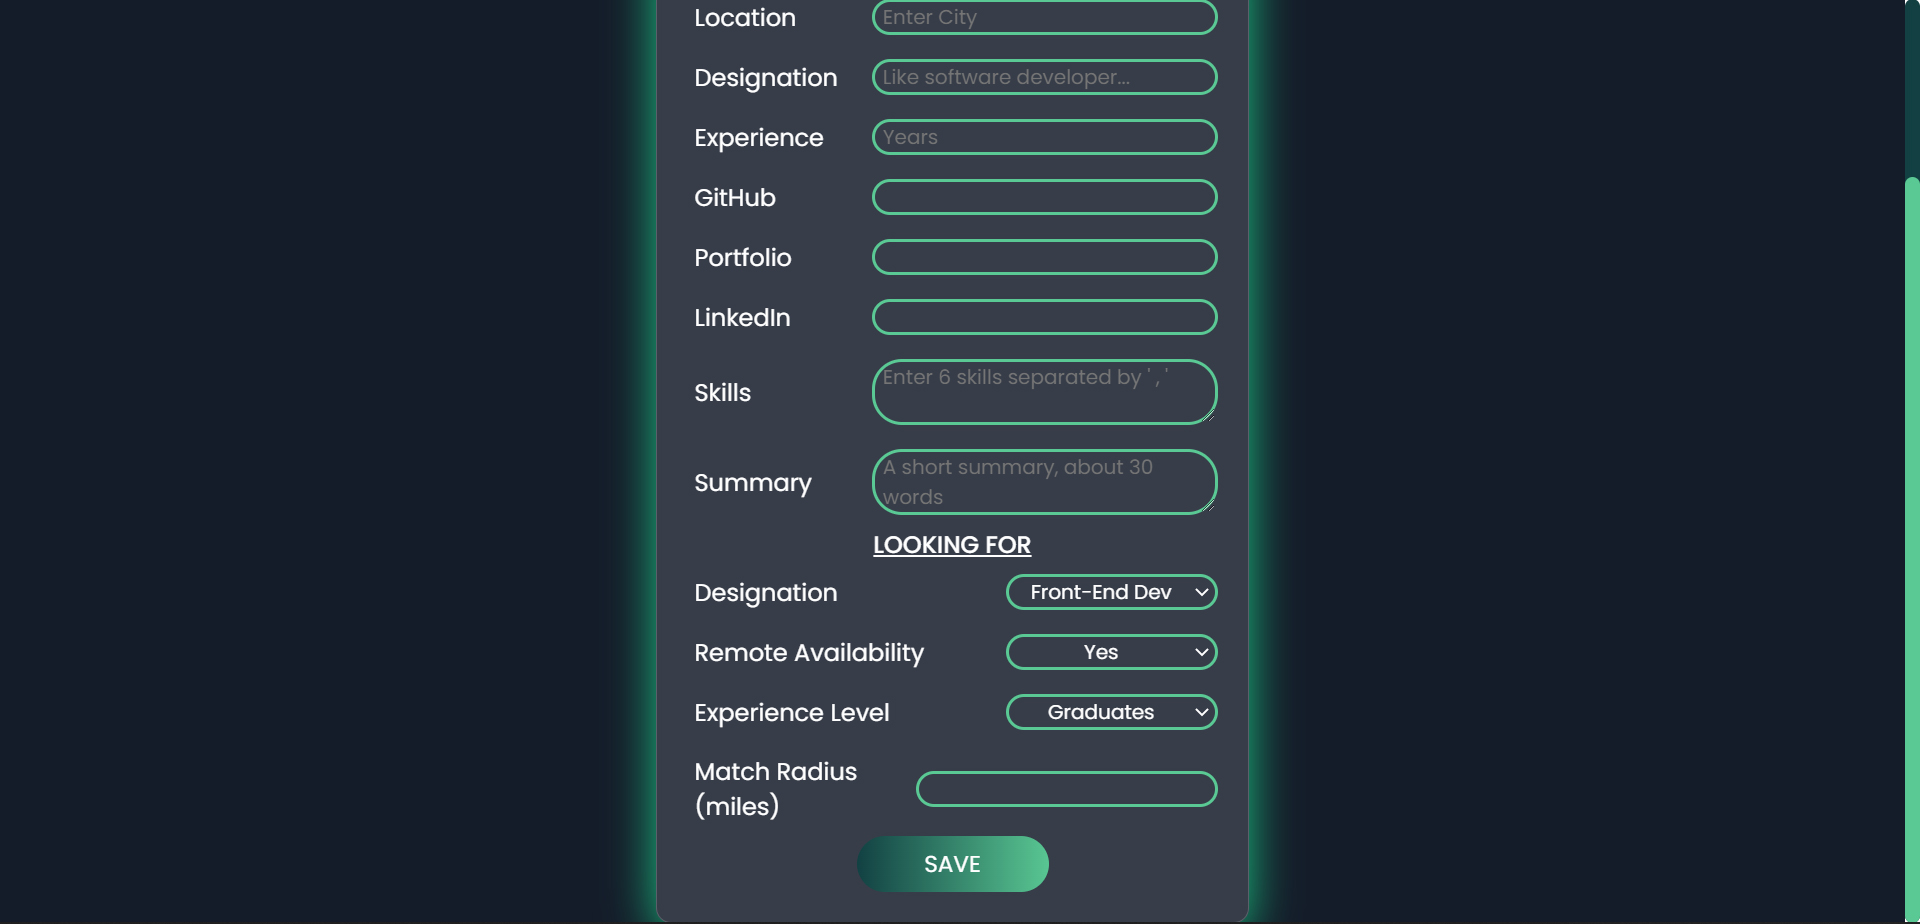 Location Enter City
Designation Like software developer...
Experience Years
GitHub
Portfolio
LinkedIn
Skills Enter 6 skills separated by ' , '
Summary A short summary, about 30
words
LOOKING FOR
Designation Front-End Dev
Remote Availability Yes
Experience Level Graduates
Match Radius
(miles)
SAVE